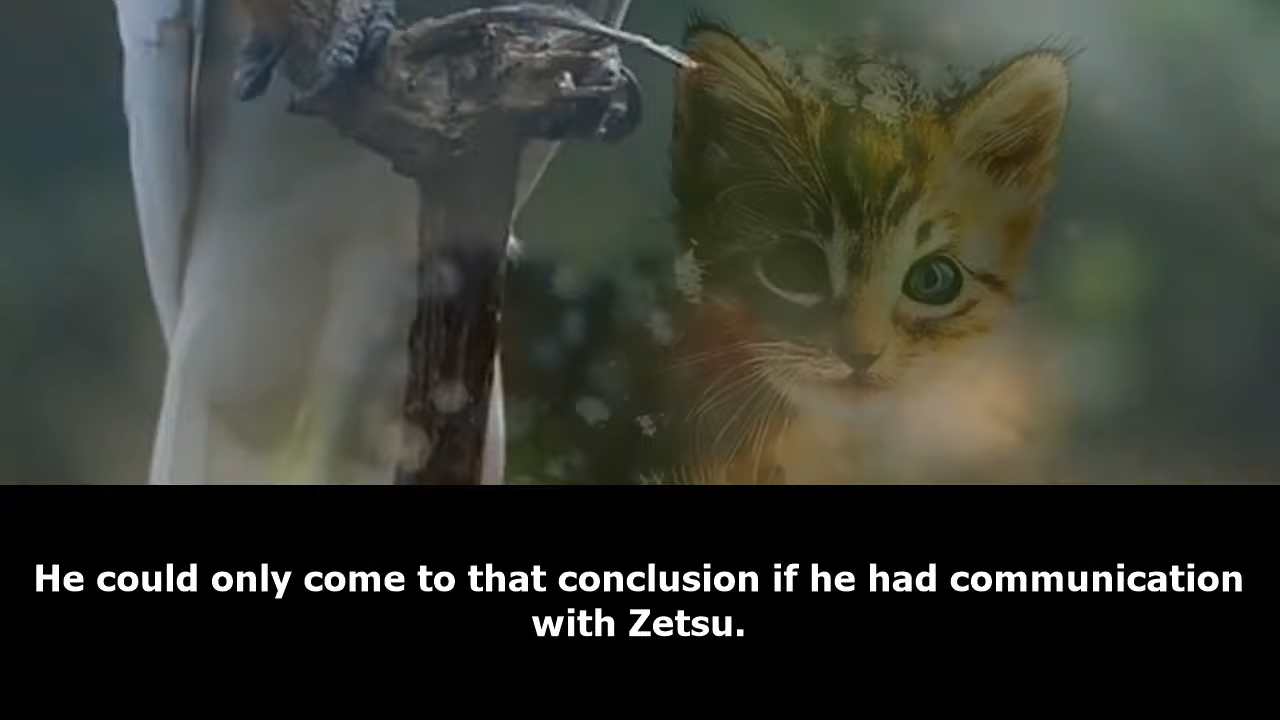 He could only come to that conclusion if he had communication
with Zetsu.